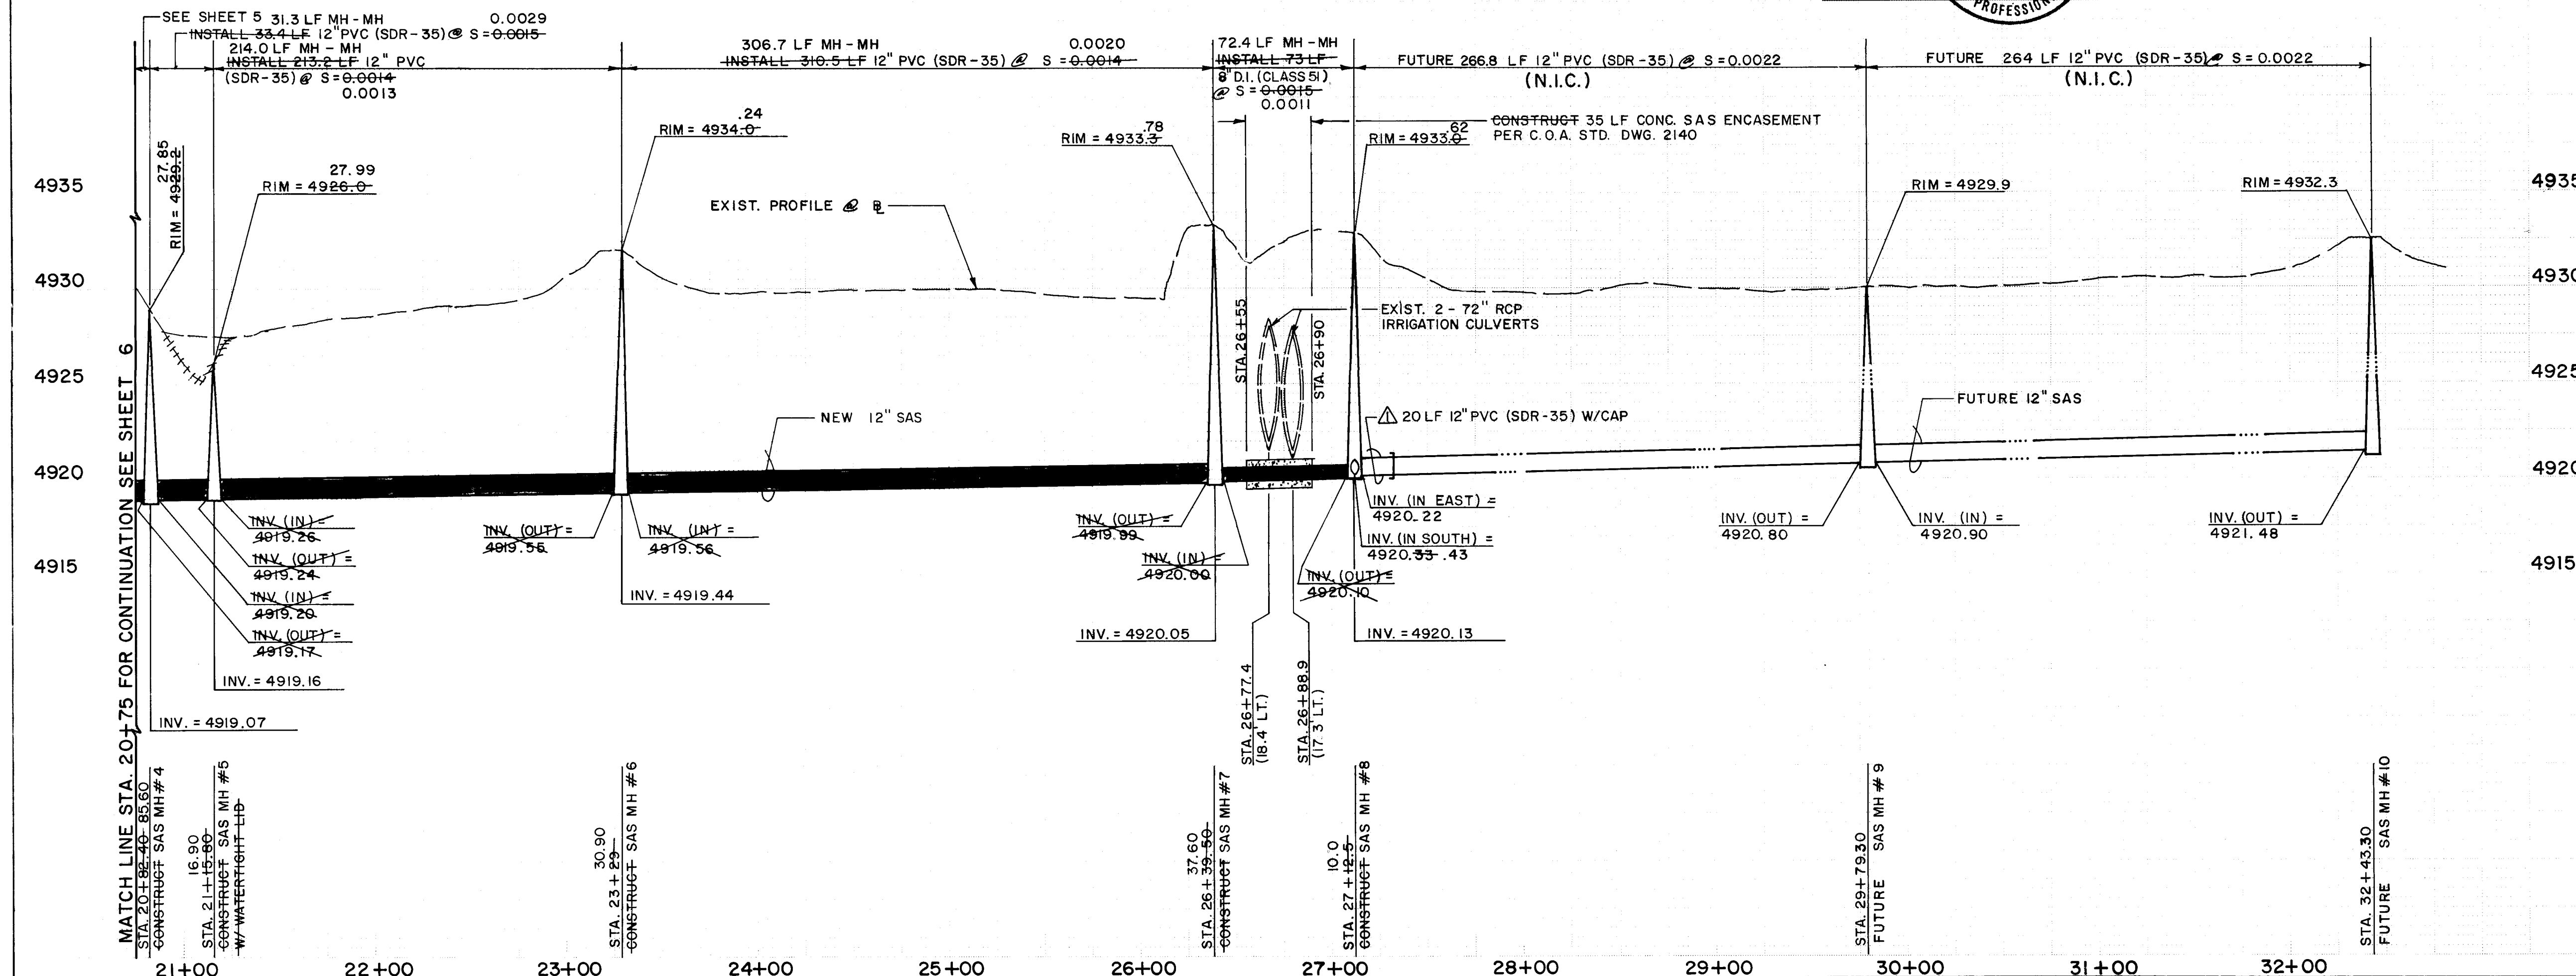 PROFESSION
SEE SHEET 5 31.3 LF MH-MH 0.0029
INSTALL 33.4 LF 12" PVC (SDR-35) @ S=0.0015
214.0 LF MH-MH
INSTALL 213.2 LF 12" PVC
(SDR-35) @ S=0.0014
0.0013
306.7 LF MH-MH 0.0020
INSTALL 310.5 LF 12" PVC (SDR-35) @ S=0.0014
72.4 LF MH-MH
INSTALL 73 LF
8" D.I. (CLASS 51)
@ S=0.0015
0.0011
FUTURE 266.8 LF 12" PVC (SDR-35) @ S=0.0022
(N.I.C.)
FUTURE 264 LF 12" PVC (SDR-35) @ S=0.0022
(N.I.C.)
CONSTRUCT 35 LF CONC. SAS ENCASEMENT
PER C.O.A. STD. DWG. 2140
27.85
RIM = 4929.2
27.99
RIM = 4926.0
.24
RIM = 4934.0
.78
RIM = 4933.3
.62
RIM = 4933.0
RIM = 4929.9
RIM = 4932.3
EXIST. PROFILE @ BL
4935
4930
4925
4920
4915
4935
4930
4925
4920
4915
STA. 26+55
STA. 26+90
EXIST. 2 - 72" RCP
IRRIGATION CULVERTS
NEW 12" SAS
1 20 LF 12" PVC (SDR-35) W/CAP
FUTURE 12" SAS
INV. (IN) =
4919.26
INV. (OUT) =
4919.24
INV. (IN) =
4919.20
INV. (OUT) =
4919.17
INV. = 4919.16
INV. = 4919.07
INV. (OUT) =
4919.55
INV. (IN) =
4919.56
INV. = 4919.44
INV. (OUT) =
4919.99
INV. (IN) =
4920.00
INV. = 4920.05
INV. (IN EAST) =
4920.22
INV. (IN SOUTH) =
4920.33 .43
INV. (OUT) =
4920.10
INV. = 4920.13
INV. (OUT) =
4920.80
INV. (IN) =
4920.90
INV. (OUT) =
4921.48
STA. 26+77.4
(18.4' LT.)
STA. 26+88.9
(17.3' LT.)
MATCH LINE STA. 20+75 FOR CONTINUATION SEE SHEET 6
STA. 20+82.40 85.60
CONSTRUCT SAS MH #4
16.90
STA. 21+15.80
CONSTRUCT SAS MH #5
W/ WATERTIGHT LID
30.90
STA. 23+29
CONSTRUCT SAS MH #6
37.60
STA. 26+39.50
CONSTRUCT SAS MH #7
10.0
STA. 27+12.5
CONSTRUCT SAS MH #8
STA. 29+79.30
FUTURE SAS MH #9
STA. 32+43.30
FUTURE SAS MH #10
21+00 22+00 23+00 24+00 25+00 26+00 27+00 28+00 29+00 30+00 31+00 32+00